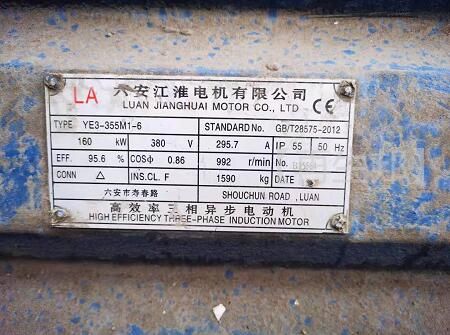 LA 六安江淮电机有限公司
LUAN JIANGHUAI MOTOR CO., LTD CE
TYPE YE3-355M1-6 STANDARD No. GB/T28575-2012
160 kW 380 V 295.7 A IP 55 50 Hz
EFF. 95.6 % COSΦ 0.86 992 r/min No.
CONN △ INS.CL. F 1590 kg DATE
六安市寿春路 SHOUCHUN ROAD ,LUAN
高效率三相异步电动机
HIGH EFFICIENCY THREE-PHASE INDUCTION MOTOR